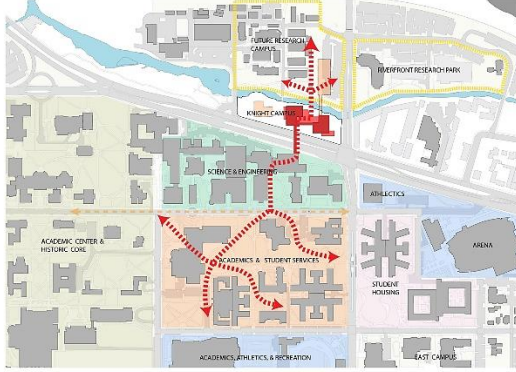 FUTURE RESEARCH
CAMPUS
RIVERFRONT RESEARCH PARK
KNIGHT CAMPUS
SCIENCE & ENGINEERING
ATHLECTICS
ACADEMIC CENTER &
HISTORIC CORE
ACADEMICS & STUDENT SERVICES
ARENA
STUDENT
HOUSING
ACADEMICS, ATHLETICS, & RECREATION
EAST CAMPUS